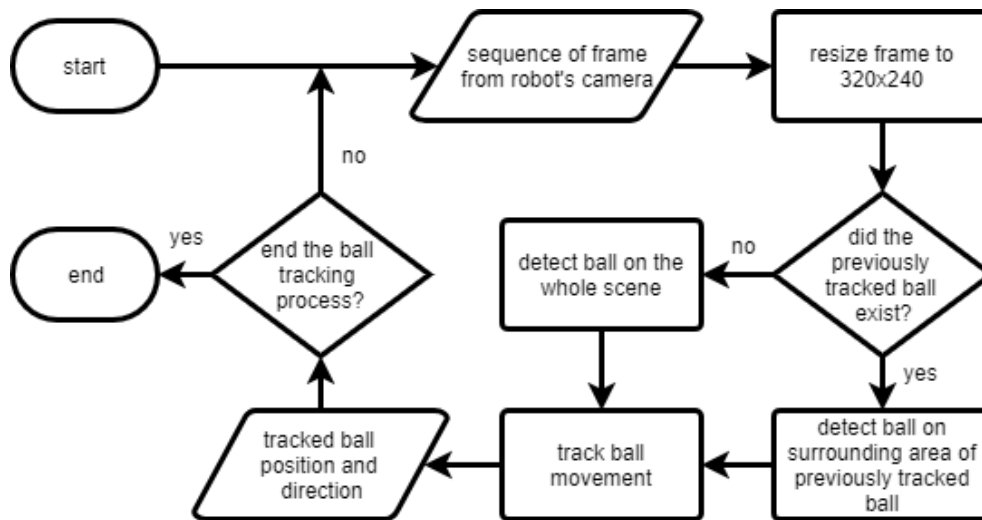 start
sequence of frame
from robot's camera
resize frame to
320x240
no
end
yes
end the ball
tracking
process?
detect ball on the
whole scene
no
did the
previously
tracked ball
exist?
yes
tracked ball
position and
direction
track ball
movement
detect ball on
surrounding area of
previously tracked
ball